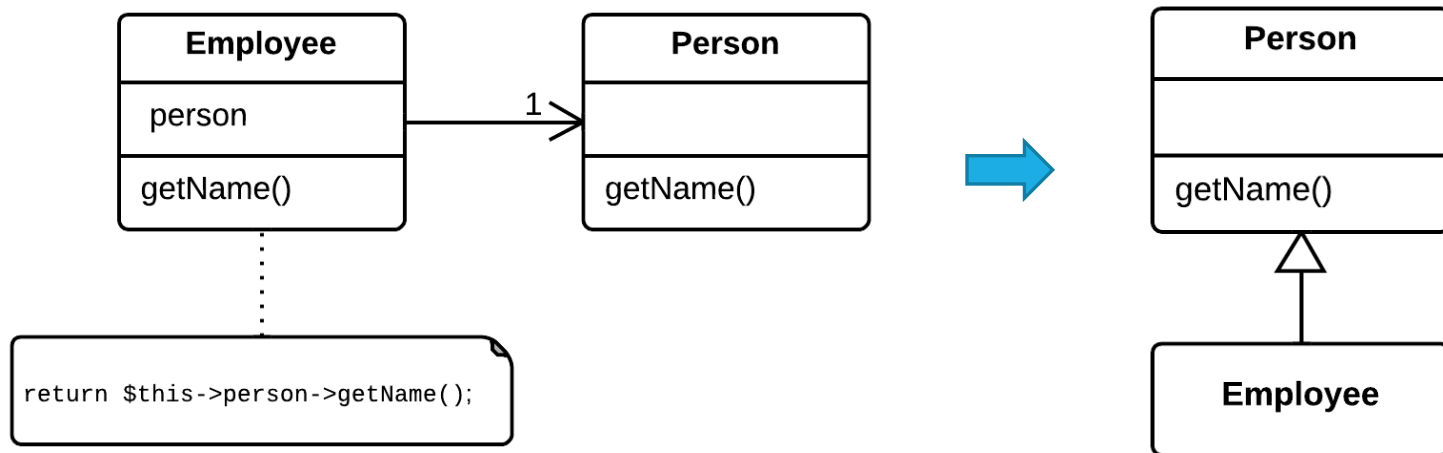 Employee
person
getName()
return $this->person->getName();
1
Person
getName()
Person
getName()
Employee